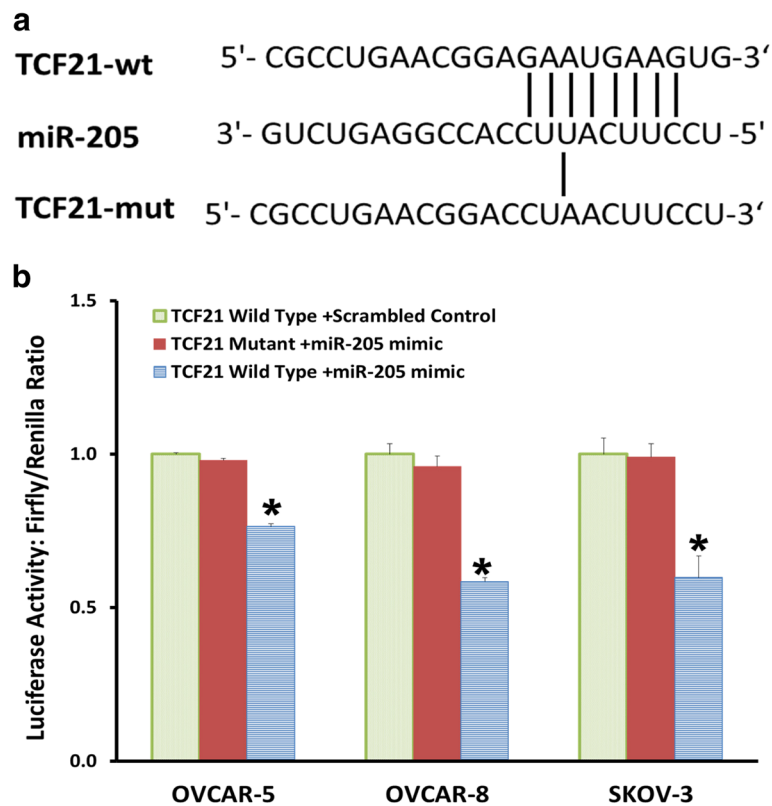 a
TCF21-wt 5'- CGCCUGAACGGAGAAUGAAGUG-3‘
miR-205 3'- GUCUGAGGCCACCUUACUUCCU -5'
TCF21-mut 5'- CGCCUGAACGGACCUAACUUCCU-3‘
b
Luciferase Activity: Firfly/Renilla Ratio
1.5
1.0
0.5
0.0
TCF21 Wild Type +Scrambled Control
TCF21 Mutant +miR-205 mimic
TCF21 Wild Type +miR-205 mimic
*
*
*
OVCAR-5 OVCAR-8 SKOV-3